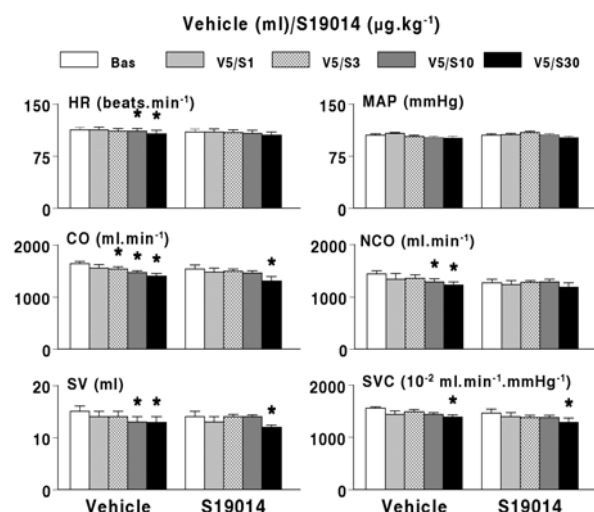 Vehicle (ml)/S19014 (µg.kg⁻¹)
Bas V5/S1 V5/S3 V5/S10 V5/S30
HR (beats.min⁻¹) MAP (mmHg)
150 150
* *
75 75
0 0
CO (ml.min⁻¹) NCO (ml.min⁻¹)
2000 2000
* * * * * *
1000 1000
0 0
SV (ml) SVC (10⁻² ml.min⁻¹.mmHg⁻¹)
20 2000
* * * * *
10 1000
0 0
Vehicle S19014 Vehicle S19014